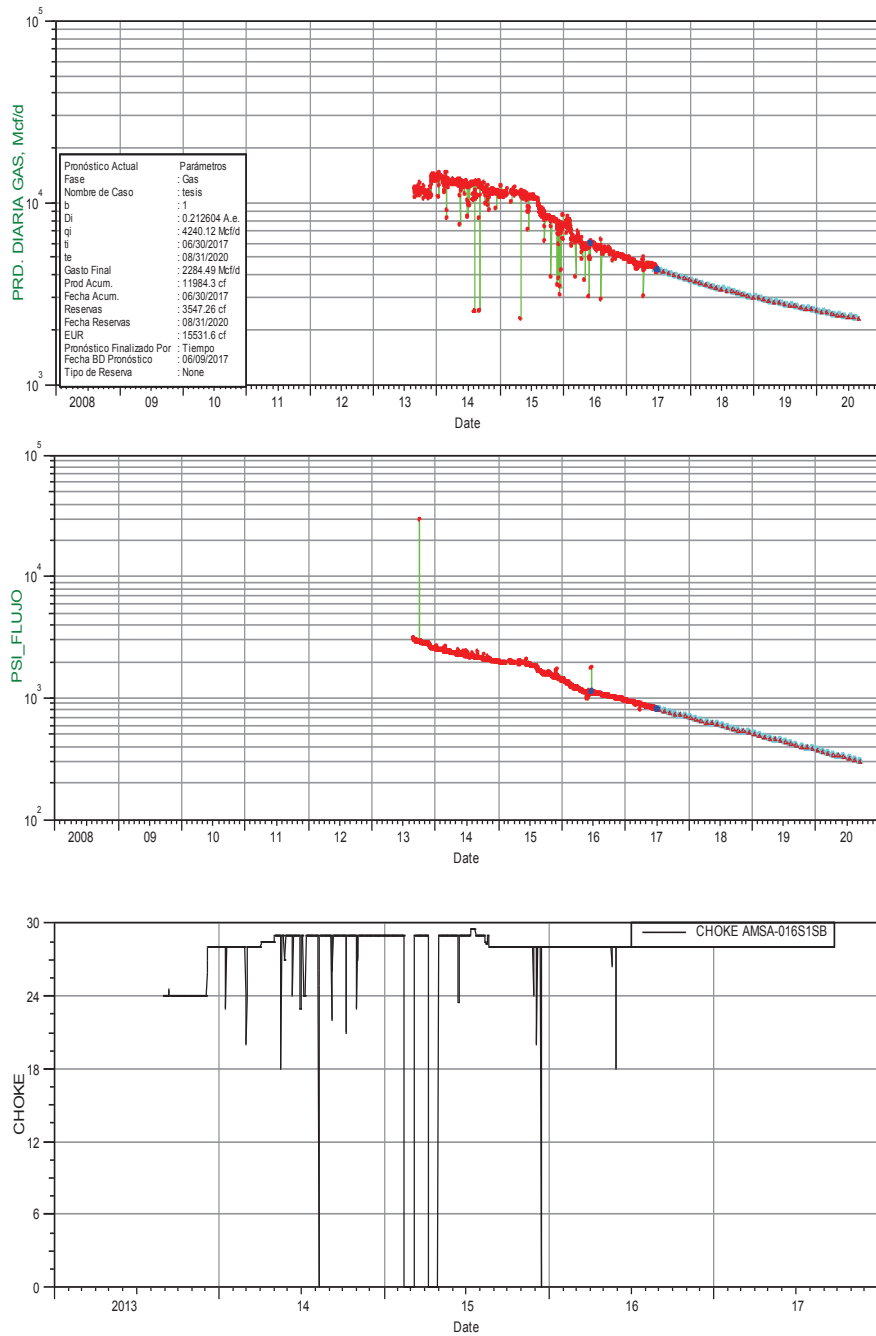 10^5
PRD. DIARIA GAS, Mcf/d
10^4
10^3
Pronóstico Actual Parámetros
Fase : Gas
Nombre de Caso : tesis
b : 1
Di : 0.212604 A.e.
qi : 4240.12 Mcf/d
ti : 06/30/2017
te : 08/31/2020
Gasto Final : 2284.49 Mcf/d
Prod Acum. : 11984.3 cf
Fecha Acum. : 06/30/2017
Reservas : 3547.26 cf
Fecha Reservas : 08/31/2020
EUR : 15531.6 cf
Pronóstico Finalizado Por : Tiempo
Fecha BD Pronóstico : 06/09/2017
Tipo de Reserva : None
2008 09 10 11 12 13 14 15 16 17 18 19 20
Date
10^5
10^4
PSI_FLUJO
10^3
10^2
2008 09 10 11 12 13 14 15 16 17 18 19 20
Date
30
CHOKE AMSA-016S1SB
24
18
CHOKE
12
6
0
2013 14 15 16 17
Date